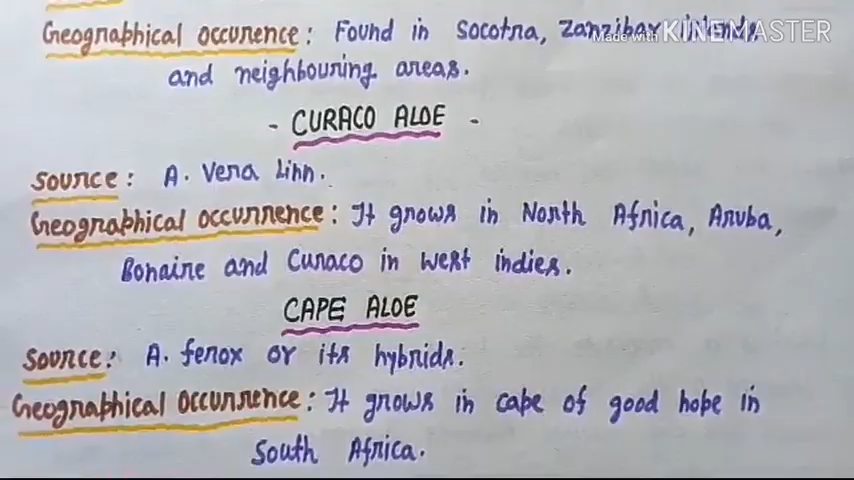 Geographical occurence : Found in Socotra, Zanzibar islands
Made with KINEMASTER
and neighbouring areas.
- CURACO ALOE -
Source : A. Vera Linn.
Geographical occurrence : It grows in North Africa, Aruba,
Bonaire and Curaco in west indies.
CAPE ALOE
Source : A. ferox or its hybrids.
Geographical Occurrence : It grows in cape of good hope in
South Africa.